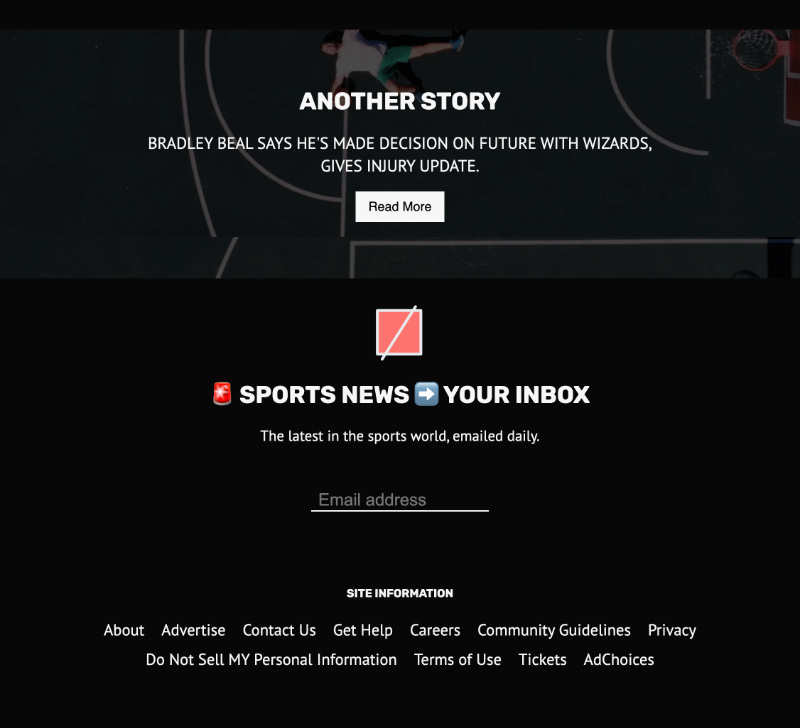 ANOTHER STORY
BRADLEY BEAL SAYS HE'S MADE DECISION ON FUTURE WITH WIZARDS,
GIVES INJURY UPDATE.
Read More
🚨 SPORTS NEWS ➡️ YOUR INBOX
The latest in the sports world, emailed daily.
Email address
SITE INFORMATION
About Advertise Contact Us Get Help Careers Community Guidelines Privacy
Do Not Sell MY Personal Information Terms of Use Tickets AdChoices